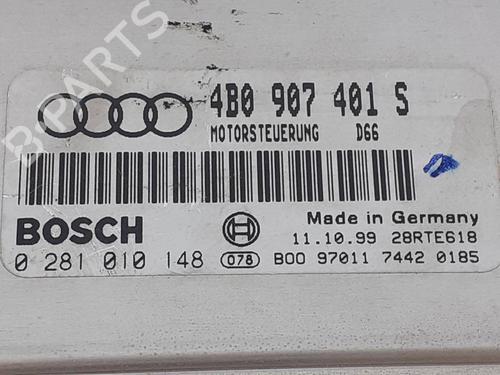 B-PARTS
4B0 907 401 S
MOTORSTEUERUNG D66
BOSCH
Made in Germany
11.10.99 28RTE618
0 281 010 148 078 B00 97011 7442 0185